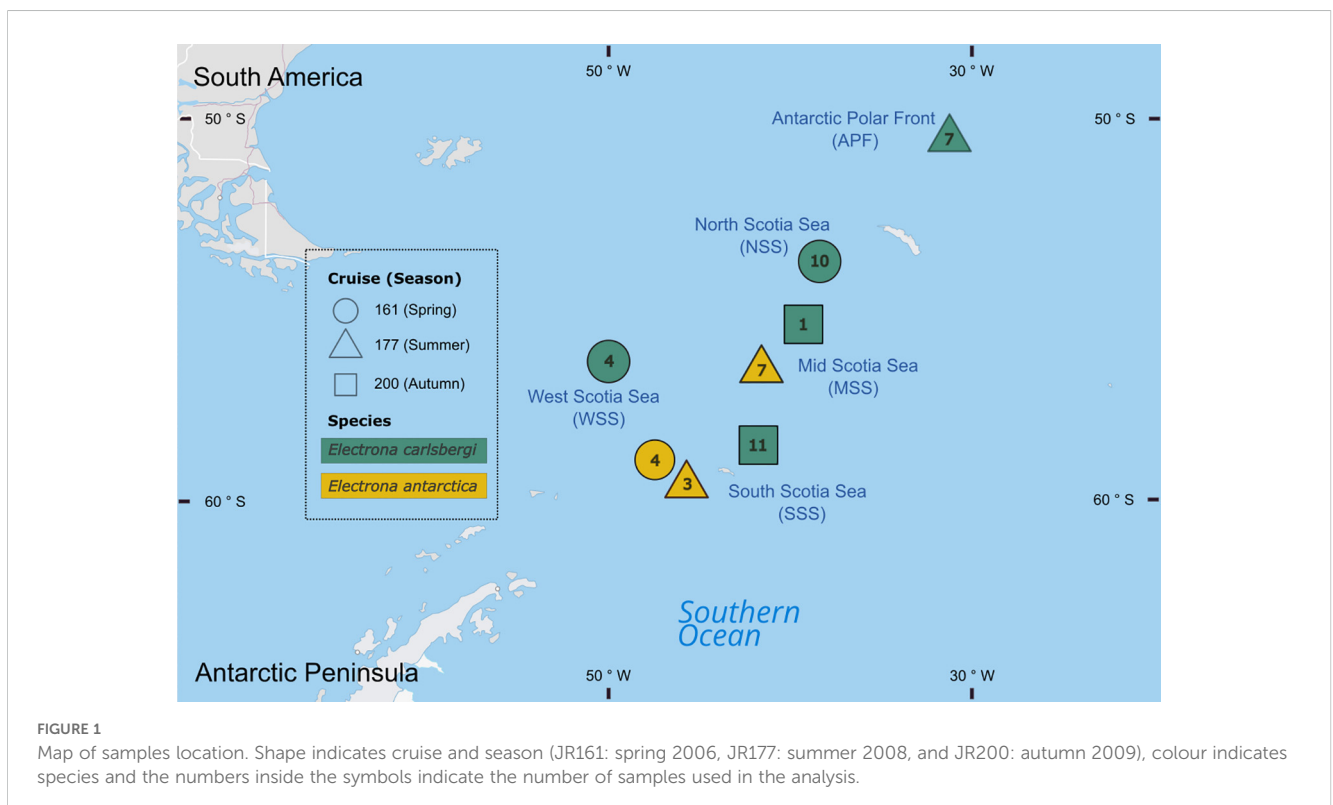 South America
50 ° W
30 ° W
50 ° S
50 ° S
Antarctic Polar Front
(APF)
7
North Scotia Sea
(NSS)
10
1
7
Mid Scotia Sea
(MSS)
4
West Scotia Sea
(WSS)
11
4
3
South Scotia Sea
(SSS)
Cruise (Season)
161 (Spring)
177 (Summer)
200 (Autumn)
Species
Electrona carlsbergi
Electrona antarctica
60 ° S
60 ° S
Southern
Ocean
Antarctic Peninsula
50 ° W
30 ° W
FIGURE 1
Map of samples location. Shape indicates cruise and season (JR161: spring 2006, JR177: summer 2008, and JR200: autumn 2009), colour indicates
species and the numbers inside the symbols indicate the number of samples used in the analysis.